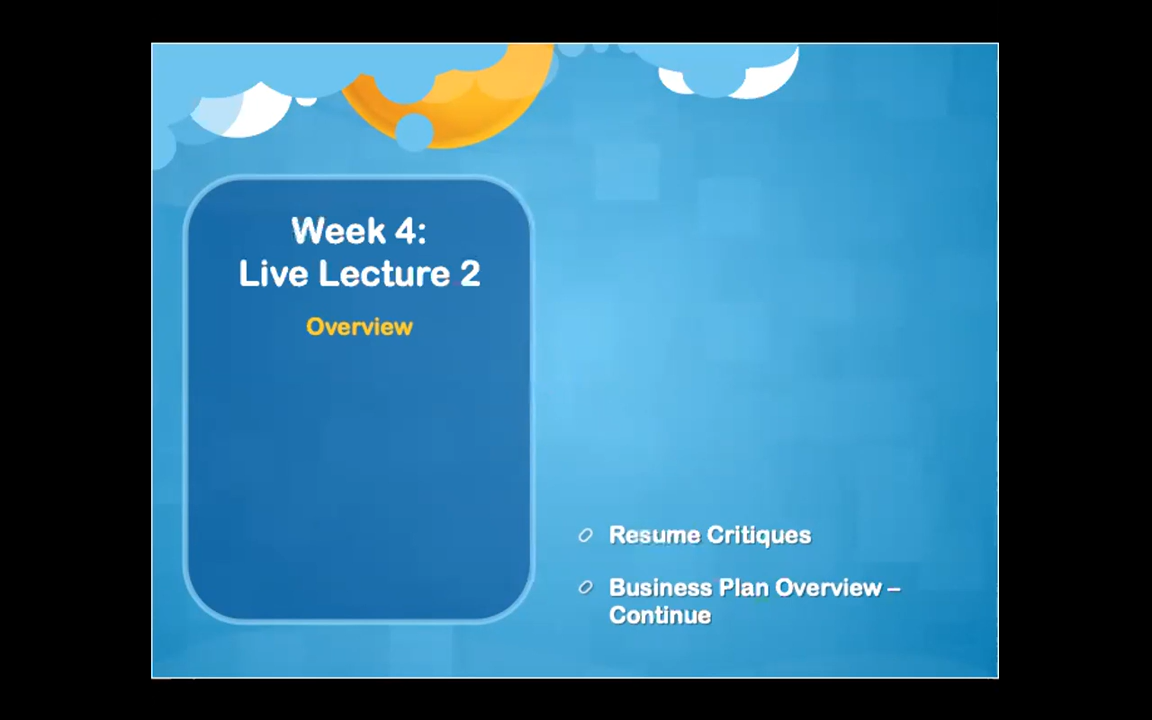 Week 4:
Live Lecture 2
Overview
Resume Critiques
Business Plan Overview –
Continue